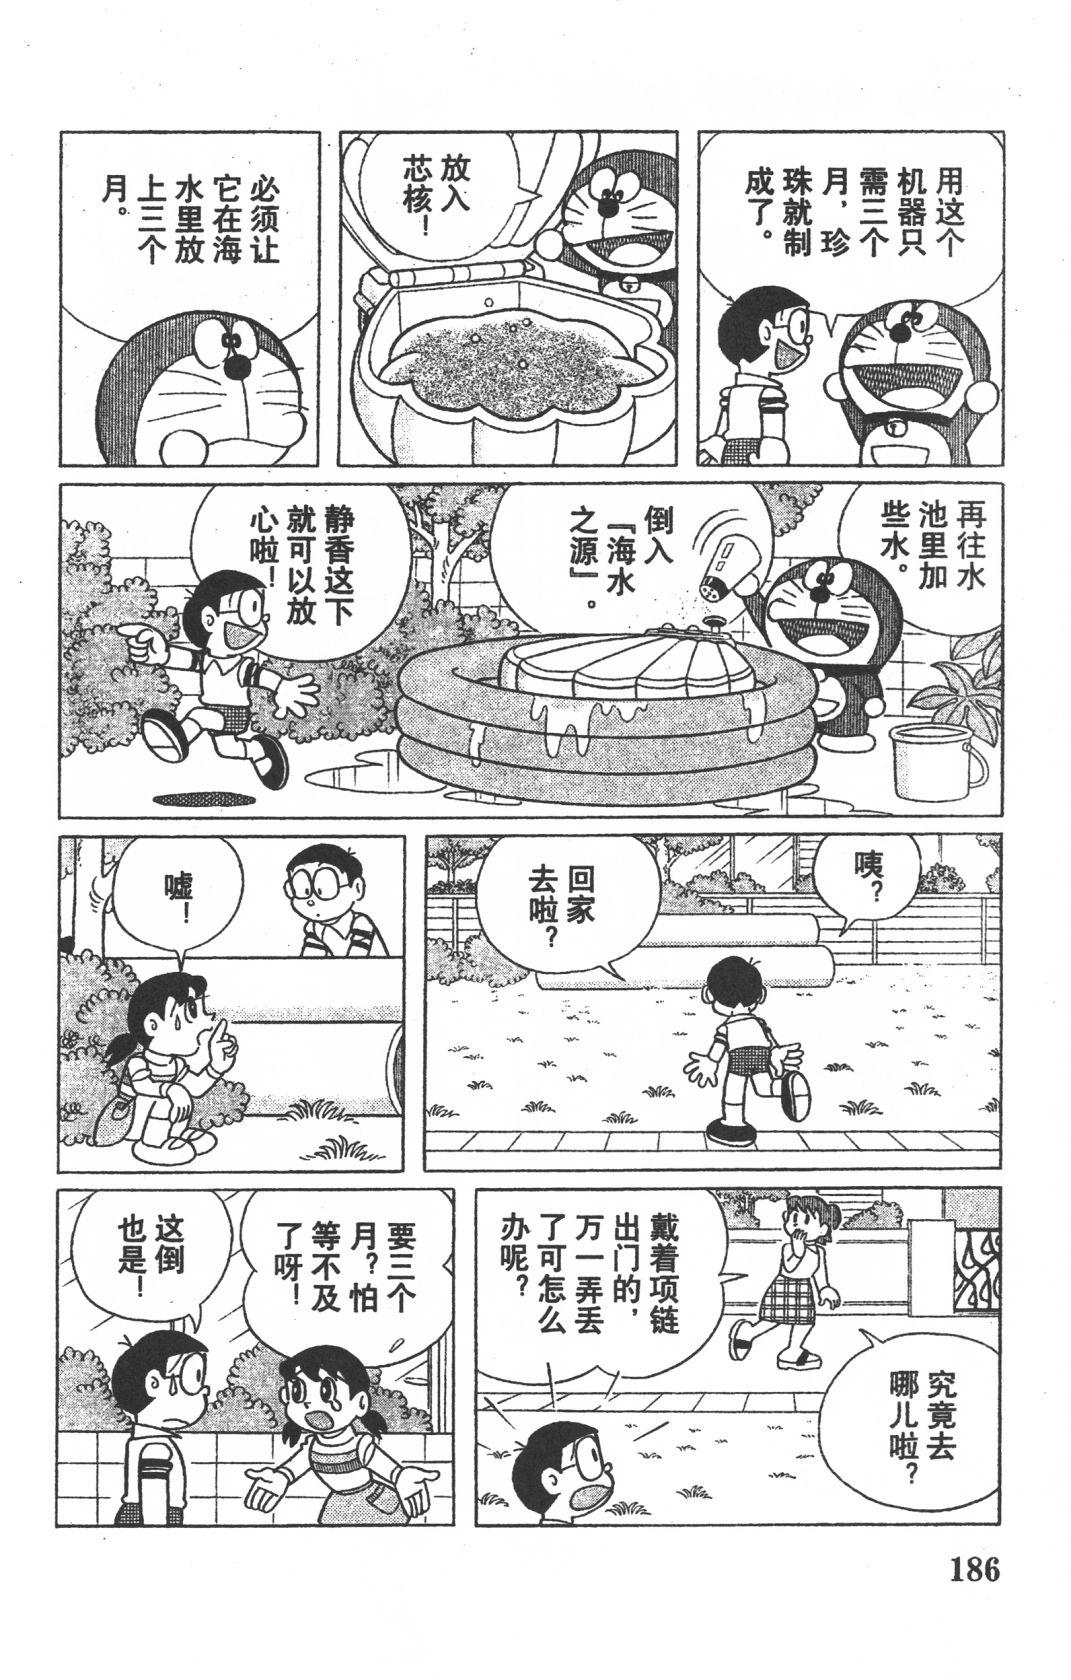 用这个
机器只
需三个
月，珍
珠就制
成了。
放入
芯核！
必须让
它在海
水里放
上三个
月。
再往水
池里加
些水。
倒入
『海水
之源』。
静香这下
就可以放
心啦！
咦？
回家
去啦？
嘘！
究竟去
哪儿啦？
戴着项链
出门的，
万一弄丢
了可怎么
办呢？
要三个
月？怕
等不及
了呀！
这倒
也是！
186